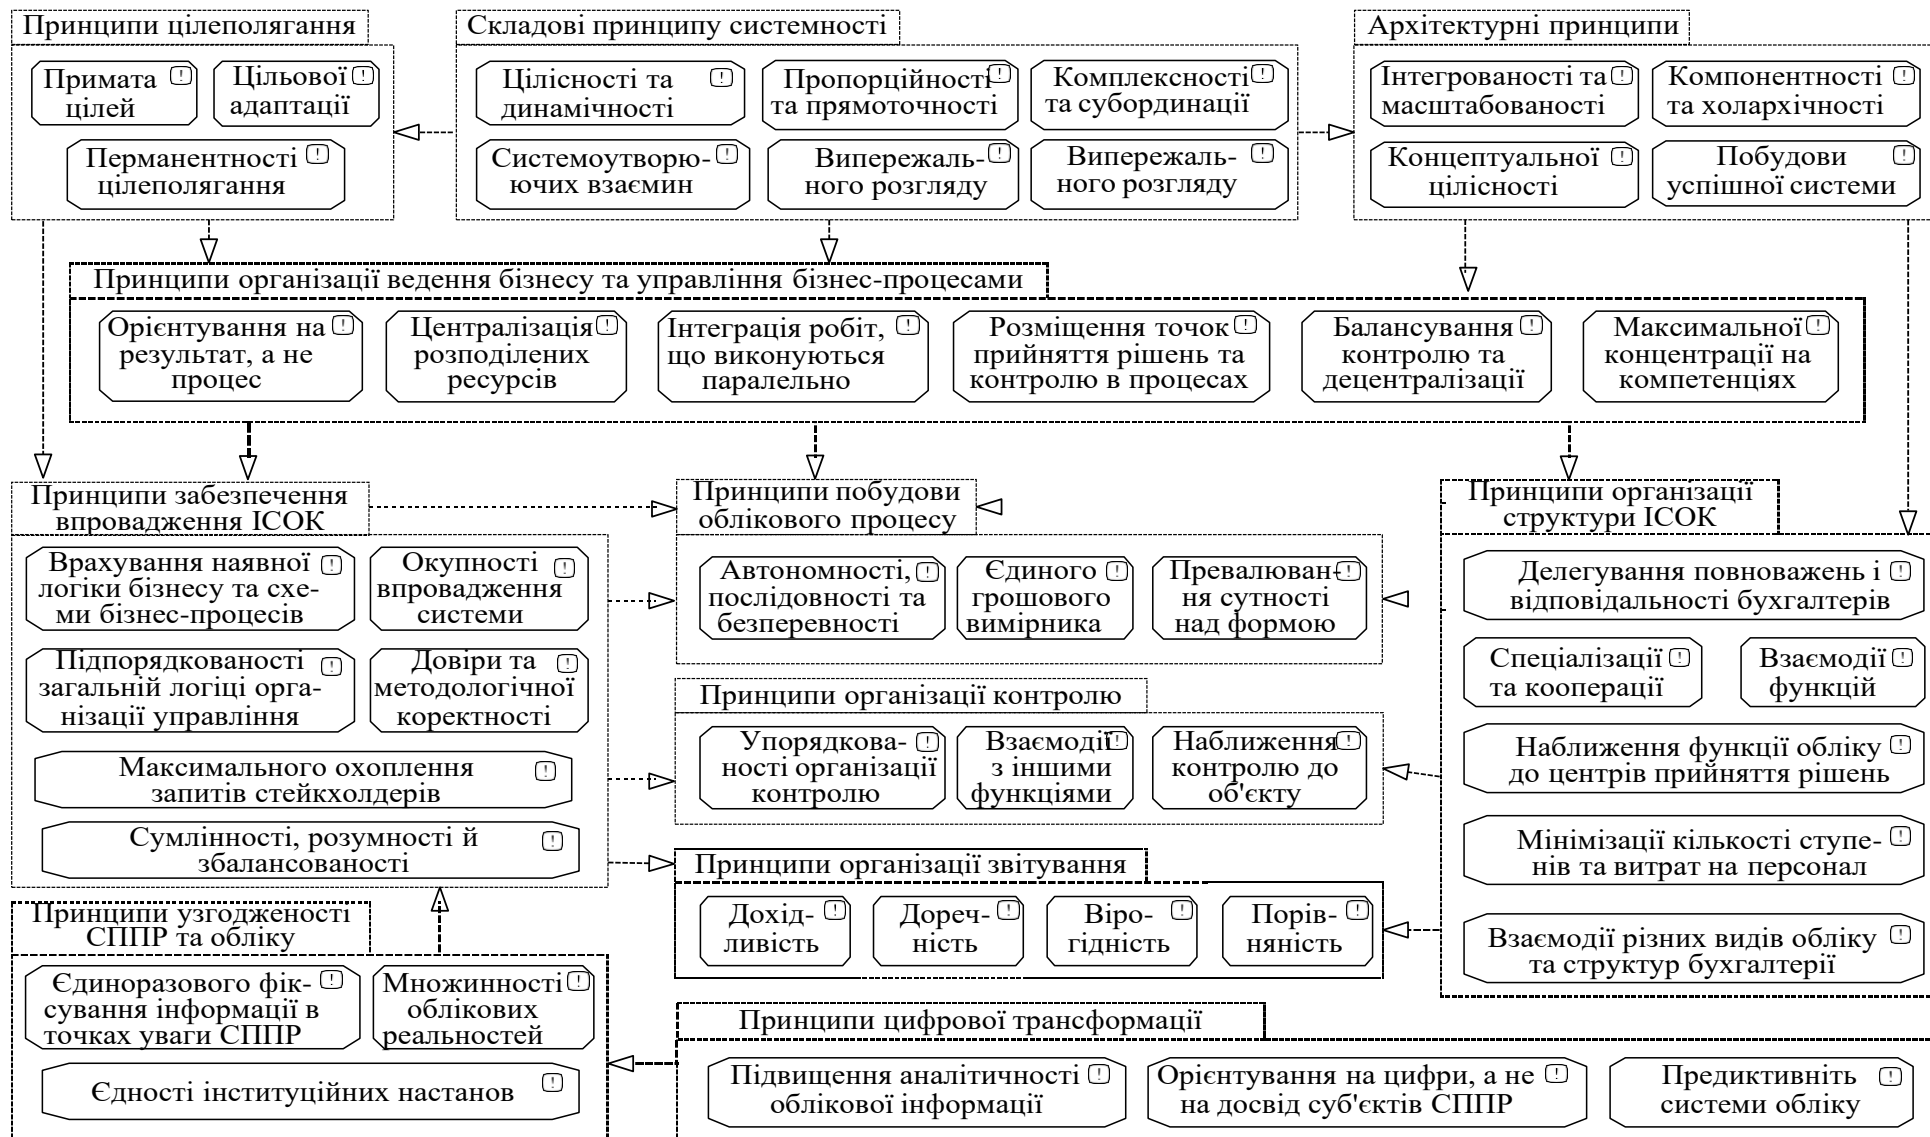 Принципи цілеполягання
Примата
цілей
Цільової
адаптації
Перманентності
цілеполягання
Складові принципу системності
Цілісності та
динамічності
Пропорційності
та прямоточності
Комплексності
та субординації
Системоутворю-
ючих взаємин
Випережаль-
ного розгляду
Випережаль-
ного розгляду
Архітектурні принципи
Інтегрованості та
масштабованості
Компонентності
та холархічності
Концептуальної
цілісності
Побудови
успішної системи
Принципи організації ведення бізнесу та управління бізнес-процесами
Орієнтування на
результат, а не
процес
Централізація
розподілених
ресурсів
Інтеграція робіт,
що виконуються
паралельно
Розміщення точок
прийняття рішень та
контролю в процесах
Балансування
контролю та
децентралізації
Максимальної
концентрації на
компетенціях
Принципи забезпечення
впровадження ІСОК
Врахування наявної
логіки бізнесу та схе-
ми бізнес-процесів
Окупності
впровадження
системи
Підпорядкованості
загальній логіці орга-
нізації управління
Довіри та
методологічної
коректності
Максимального охоплення
запитів стейкхолдерів
Сумлінності, розумності й
збалансованості
Принципи побудови
облікового процесу
Автономності,
послідовності та
безперевності
Єдиного
грошового
вимірника
Превалюван-
ня сутності
над формою
Принципи організації контролю
Упорядкова-
ності організації
контролю
Взаємодії
з іншими
функціями
Наближення
контролю до
об'єкту
Принципи організації звітування
Дохід-
ливість
Дореч-
ність
Віро-
гідність
Порів-
няність
Принципи організації
структури ІСОК
Делегування повноважень і
відповідальності бухгалтерів
Спеціалізації
та кооперації
Взаємодії
функцій
Наближення функції обліку
до центрів прийняття рішень
Мінімізації кількості ступе-
нів та витрат на персонал
Взаємодії різних видів обліку
та структур бухгалтерії
Принципи узгодженості
СППР та обліку
Єдиноразового фік-
сування інформації в
точках уваги СППР
Множинності
облікових
реальностей
Єдності інституційних настанов
Принципи цифрової трансформації
Підвищення аналітичності
облікової інформації
Орієнтування на цифри, а не
на досвід суб'єктів СППР
Предиктивніть
системи обліку